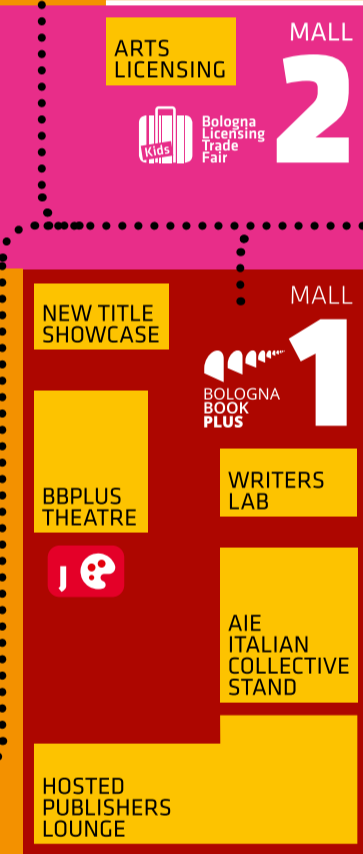 ARTS
LICENSING
MALL
2
Kids
Bologna
Licensing
Trade
Fair
MALL
1
NEW TITLE
SHOWCASE
BOLOGNA
BOOK
PLUS
BBPLUS
THEATRE
WRITERS
LAB
J
AIE
ITALIAN
COLLECTIVE
STAND
HOSTED
PUBLISHERS
LOUNGE